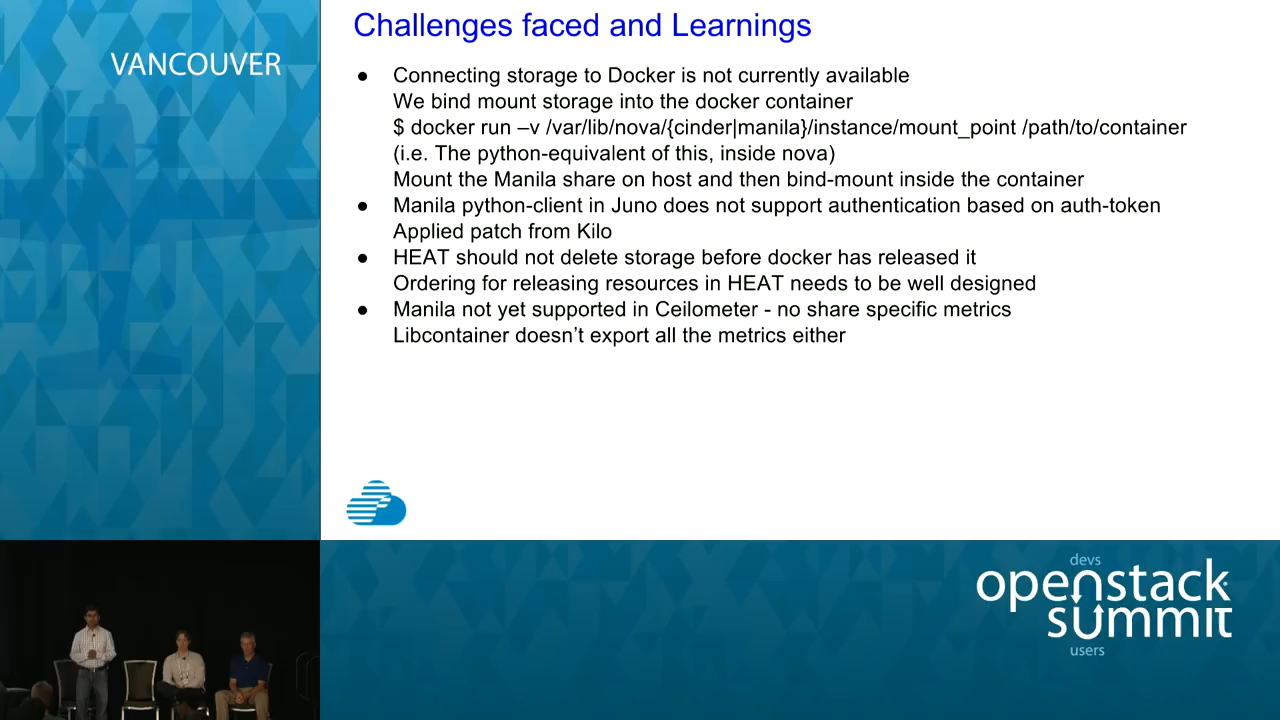 VANCOUVER
Challenges faced and Learnings
● Connecting storage to Docker is not currently available
We bind mount storage into the docker container
$ docker run –v /var/lib/nova/{cinder|manila}/instance/mount_point /path/to/container
(i.e. The python-equivalent of this, inside nova)
Mount the Manila share on host and then bind-mount inside the container
● Manila python-client in Juno does not support authentication based on auth-token
Applied patch from Kilo
● HEAT should not delete storage before docker has released it
Ordering for releasing resources in HEAT needs to be well designed
● Manila not yet supported in Ceilometer - no share specific metrics
Libcontainer doesn’t export all the metrics either
devs
openstack
summit
users